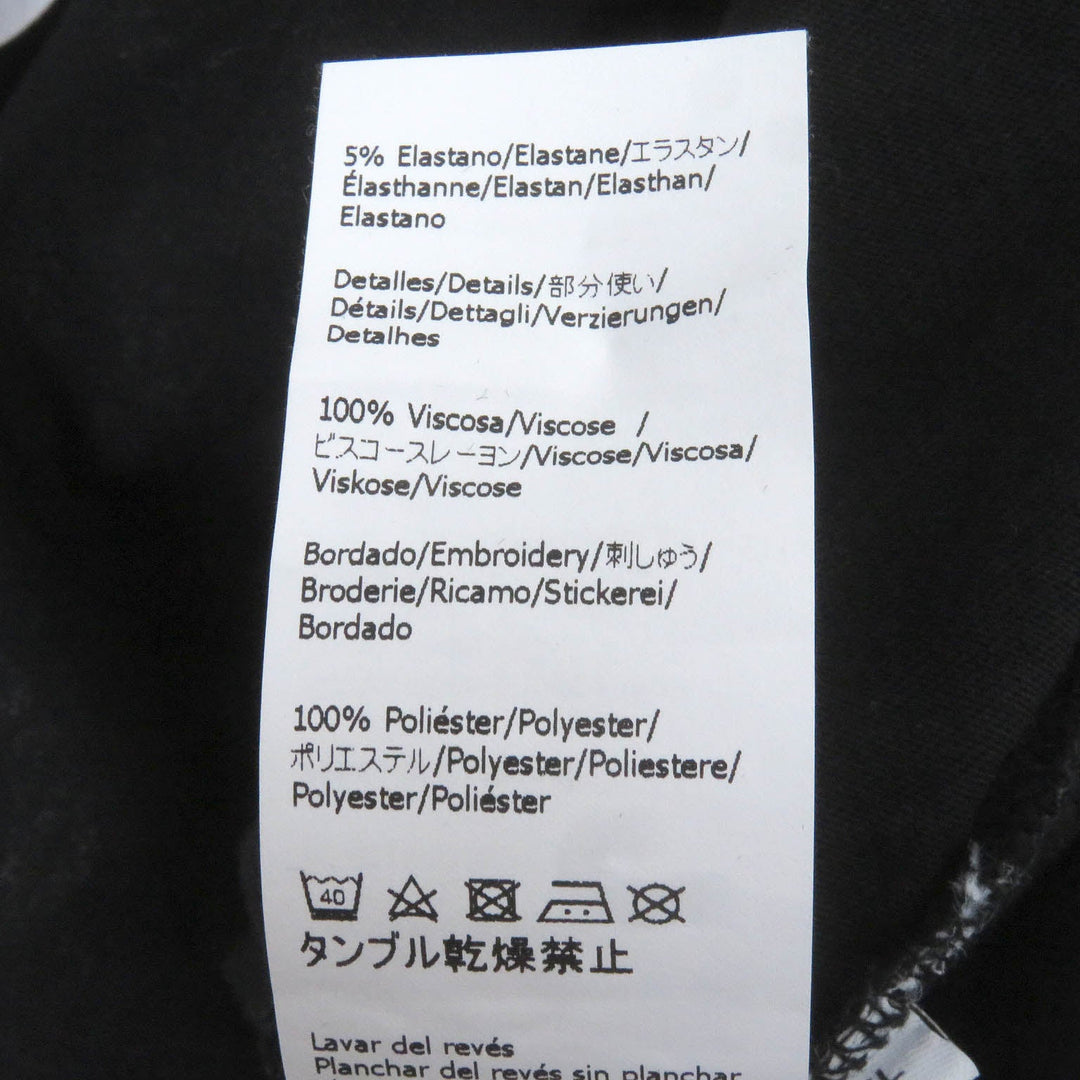 5% Elastano/Elastane/エラスタン/
Élasthanne/Elastan/Elasthan/
Elastano
Detalles/Details/部分使い/
Détails/Dettagli/Verzierungen/
Detalhes
100% Viscosa/Viscose /
ビスコースレーヨン/Viscose/Viscosa/
Viskose/Viscose
Bordado/Embroidery/刺しゅう/
Broderie/Ricamo/Stickerei/
Bordado
100% Poliéster/Polyester/
ポリエステル/Polyester/Poliestere/
Polyester/Poliéster
40
タンブル乾燥禁止
Lavar del revés
Planchar del revés sin planchar